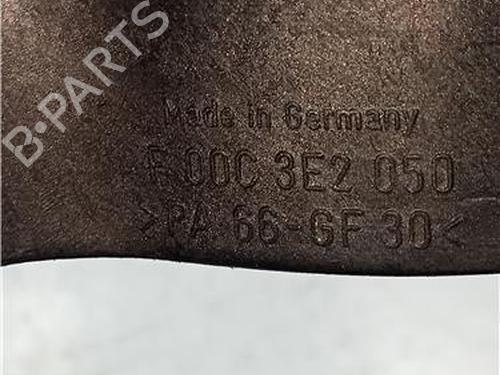 B·PARTS
Made in Germany
F 00C 3E2 050
>PA 66-GF 30<